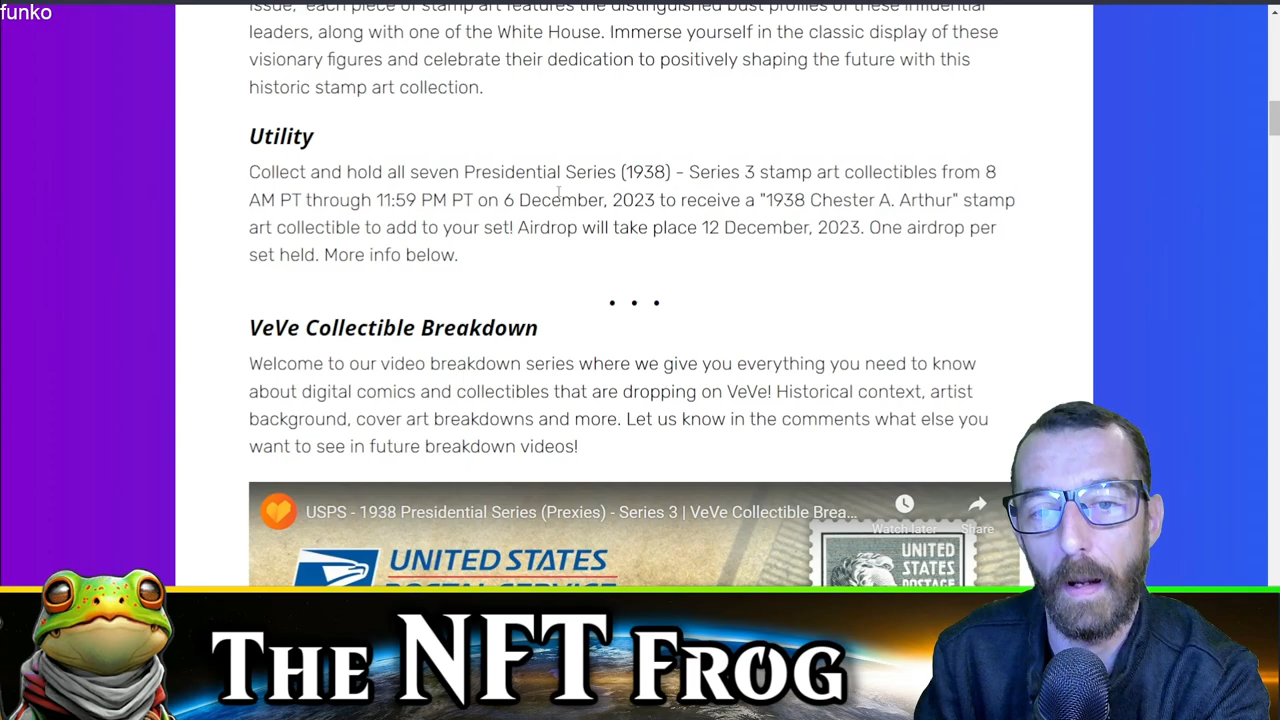 funko
issue," each piece of stamp art features the distinguished bust profiles of these influential
leaders, along with one of the White House. Immerse yourself in the classic display of these
visionary figures and celebrate their dedication to positively shaping the future with this
historic stamp art collection.
Utility
Collect and hold all seven Presidential Series (1938) - Series 3 stamp art collectibles from 8
AM PT through 11:59 PM PT on 6 December, 2023 to receive a "1938 Chester A. Arthur" stamp
art collectible to add to your set! Airdrop will take place 12 December, 2023. One airdrop per
set held. More info below.
• • •
VeVe Collectible Breakdown
Welcome to our video breakdown series where we give you everything you need to know
about digital comics and collectibles that are dropping on VeVe! Historical context, artist
background, cover art breakdowns and more. Let us know in the comments what else you
want to see in future breakdown videos!
USPS - 1938 Presidential Series (Prexies) - Series 3 | VeVe Collectible Brea...
Watch later
Share
UNITED STATES
POSTAL SERVICE
UNITED
STATES
POSTAGE
THE NFT FROG